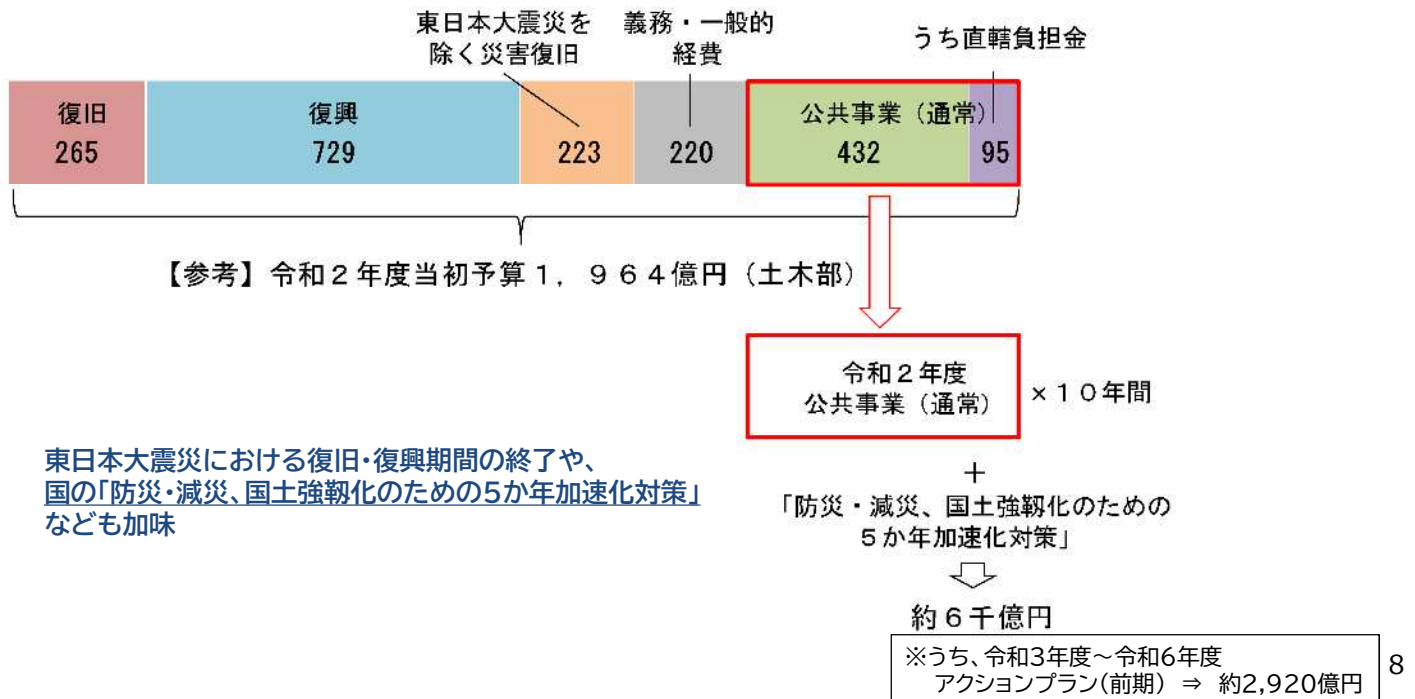 東日本大震災を
除く災害復旧
義務・一般的
経費
うち直轄負担金
復旧
265
復興
729
223
220
公共事業（通常）
432
95
【参考】令和２年度当初予算１，９６４億円（土木部）
令和２年度
公共事業（通常）
×１０年間
東日本大震災における復旧・復興期間の終了や、
国の「防災・減災、国土強靱化のための５か年加速化対策」
なども加味
＋
「防災・減災、国土強靱化のための
５か年加速化対策」
約６千億円
※うち、令和3年度～令和6年度
アクションプラン(前期) ⇒ 約2,920億円
8